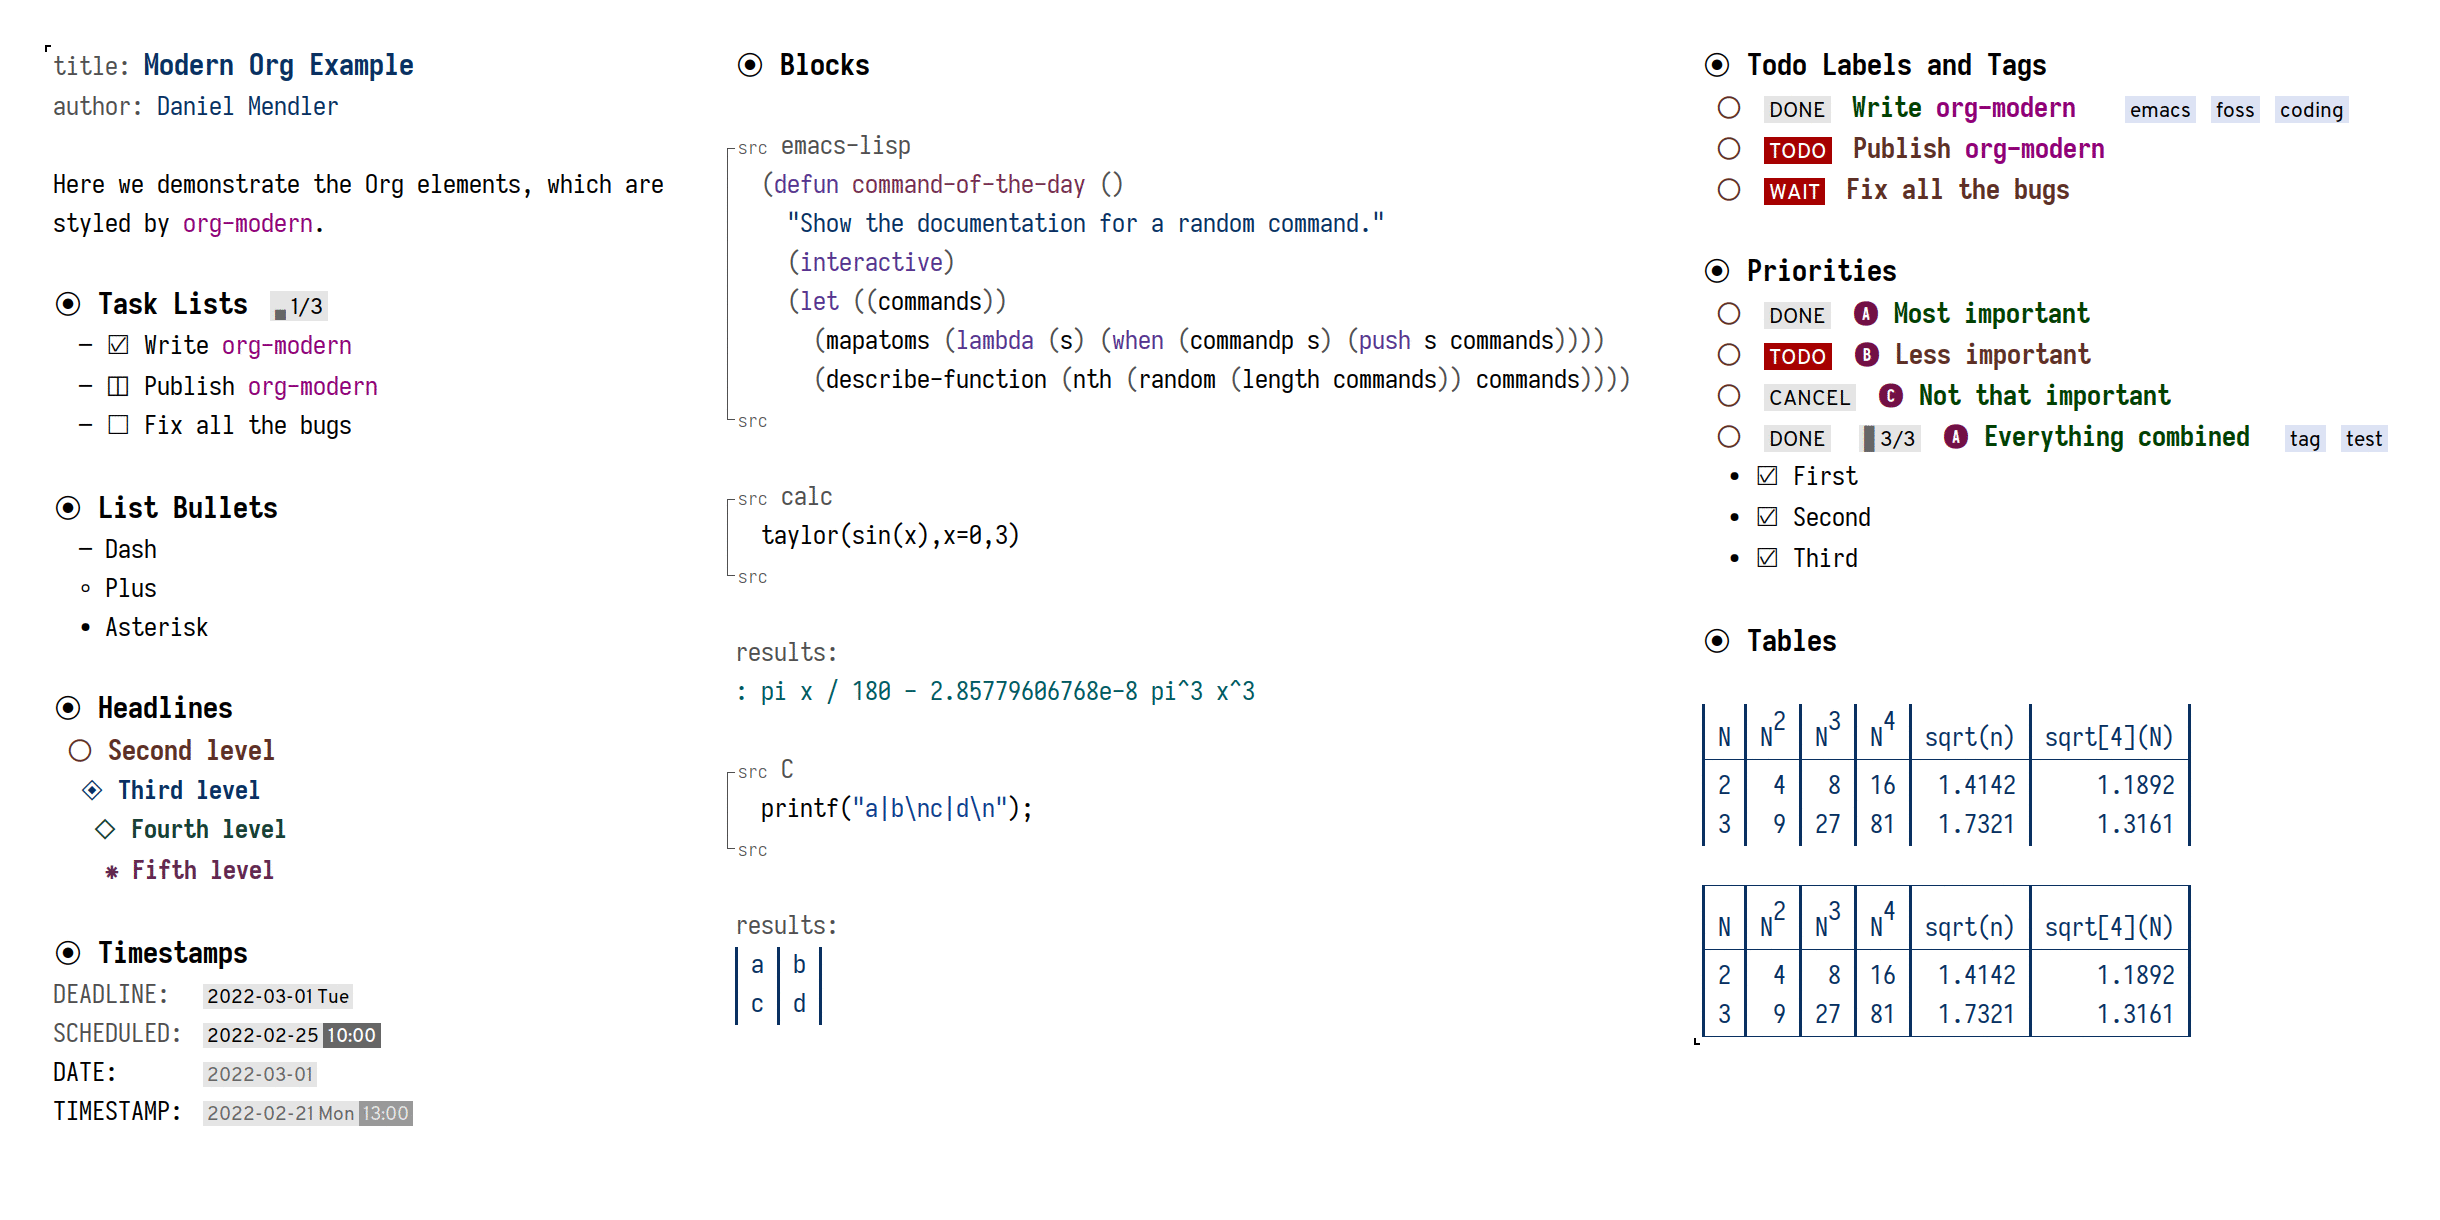 title: Modern Org Example
author: Daniel Mendler
Here we demonstrate the Org elements, which are
styled by org-modern.
◉ Task Lists 1/3
– ☑ Write org-modern
– ◫ Publish org-modern
– ☐ Fix all the bugs
◉ List Bullets
– Dash
◦ Plus
• Asterisk
◉ Headlines
○ Second level
◈ Third level
◇ Fourth level
⁕ Fifth level
◉ Timestamps
DEADLINE: 2022-03-01 Tue
SCHEDULED: 2022-02-25 10:00
DATE: 2022-03-01
TIMESTAMP: 2022-02-21 Mon 13:00
◉ Blocks
src emacs-lisp
(defun command-of-the-day ()
"Show the documentation for a random command."
(interactive)
(let ((commands))
(mapatoms (lambda (s) (when (commandp s) (push s commands))))
(describe-function (nth (random (length commands)) commands))))
src
src calc
taylor(sin(x),x=0,3)
src
results:
: pi x / 180 - 2.85779606768e-8 pi^3 x^3
src C
printf("a|b\nc|d\n");
src
results:
a b
c d
◉ Todo Labels and Tags
○ DONE Write org-modern emacs foss coding
○ TODO Publish org-modern
○ WAIT Fix all the bugs
◉ Priorities
○ DONE A Most important
○ TODO B Less important
○ CANCEL C Not that important
○ DONE 3/3 A Everything combined tag test
• ☑ First
• ☑ Second
• ☑ Third
◉ Tables
N N² N³ N⁴ sqrt(n) sqrt[4](N)
2 4 8 16 1.4142 1.1892
3 9 27 81 1.7321 1.3161
N N² N³ N⁴ sqrt(n) sqrt[4](N)
2 4 8 16 1.4142 1.1892
3 9 27 81 1.7321 1.3161